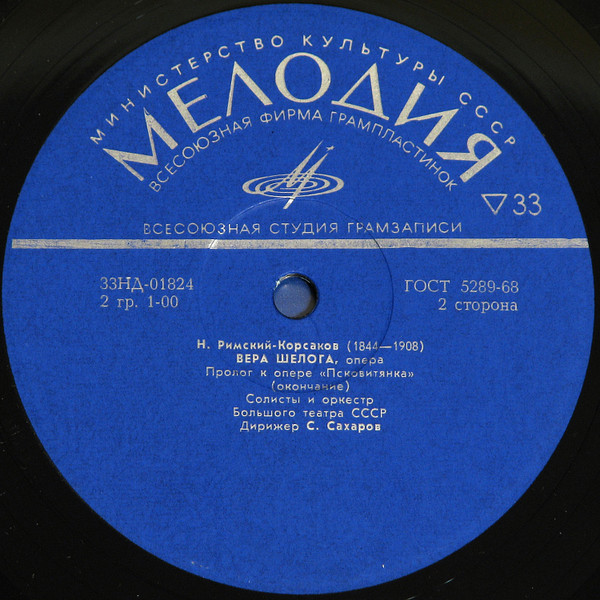 МИНИСТЕРСТВО КУЛЬТУРЫ СССР
МЕЛОДИЯ
ВСЕСОЮЗНАЯ ФИРМА ГРАМПЛАСТИНОК
33
ВСЕСОЮЗНАЯ СТУДИЯ ГРАМЗАПИСИ
33НД-01824
2 гр. 1-00
ГОСТ 5289-68
2 сторона
Н. Римский-Корсаков (1844—1908)
ВЕРА ШЕЛОГА, опера
Пролог к опере «Псковитянка»
(окончание)
Солисты и оркестр
Большого театра СССР
Дирижер С. Сахаров